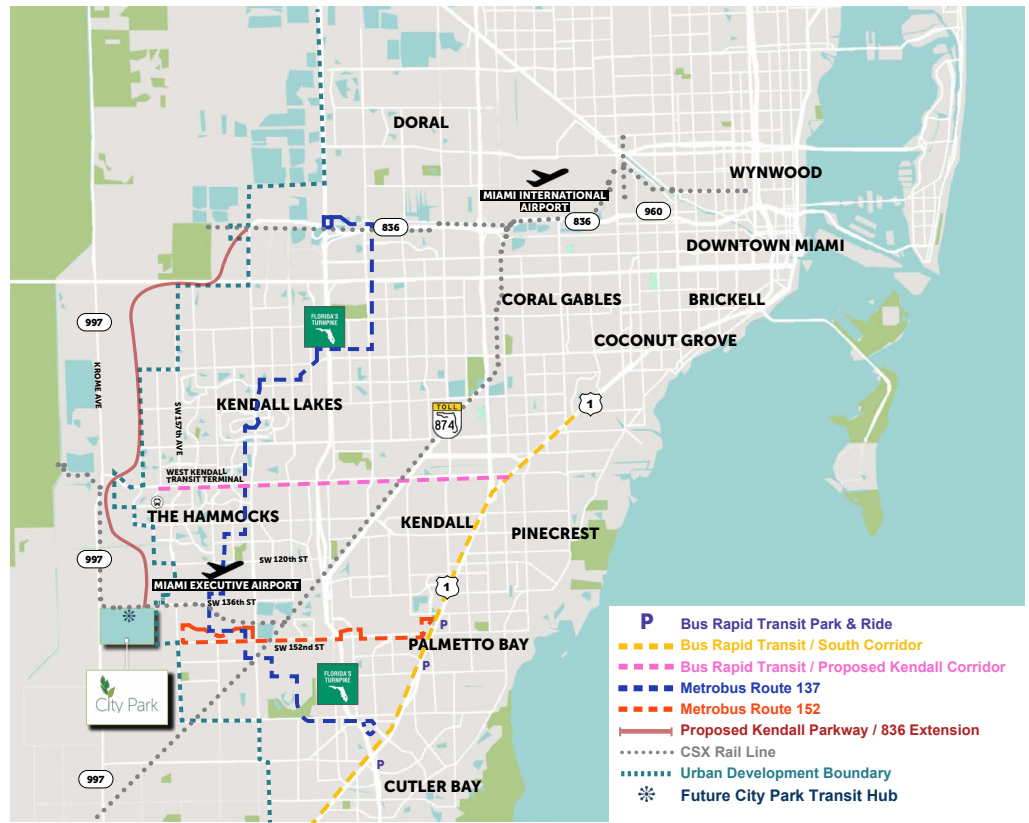 DORAL
WYNWOOD
MIAMI INTERNATIONAL
AIRPORT
960
836
836
DOWNTOWN MIAMI
CORAL GABLES
BRICKELL
997
FLORIDA'S
TURNPIKE
COCONUT GROVE
KROME AVE
SW 157th AVE
KENDALL LAKES
TOLL
874
1
WEST KENDALL
TRANSIT TERMINAL
THE HAMMOCKS
KENDALL
PINECREST
997
SW 120th ST
MIAMI EXECUTIVE AIRPORT
1
SW 136th ST
P
SW 152nd ST
PALMETTO BAY
P
FLORIDA'S
TURNPIKE
City Park
P
997
CUTLER BAY
P Bus Rapid Transit Park & Ride
Bus Rapid Transit / South Corridor
Bus Rapid Transit / Proposed Kendall Corridor
Metrobus Route 137
Metrobus Route 152
Proposed Kendall Parkway / 836 Extension
CSX Rail Line
Urban Development Boundary
Future City Park Transit Hub